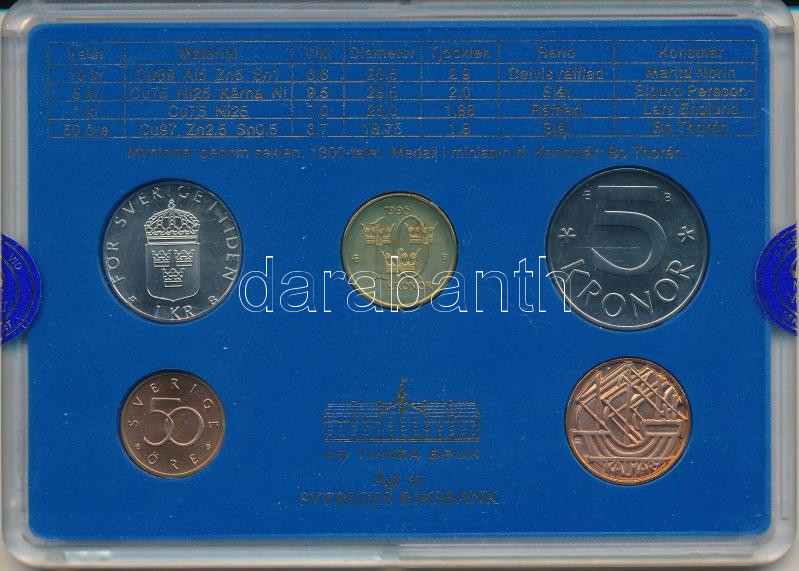 Valör Material Vikt Diameter Tjocklek Rand Konstnär
10 kr Cu89 Al5 Zn5 Sn1 6.6 20.5 2.9 Delvis räfflad Marita Norin
5 kr Cu75 Ni25 Kärna Ni 9.5 28.5 2.0 Slät Sigurd Persson
1 kr Cu75 Ni25 7.0 25.0 1.88 Räfflad Lars Englund
50 öre Cu97 Zn2,5 Sn0,5 3.7 18.75 1.9 Slät Bo Thorén
Myntorter genom seklen. 1300-talet. Medalj i miniatyr nr. Konstnär: Bo Thorén.
FÖR SVERIGE I TIDEN
1 KR B
1995
10
B
KRONOR
B
5
KRONOR
darabanth
SVERIGE
50
ÖRE
B
KALMAR
AB TUMBA BRUK
Ägs av
SVERIGES RIKSBANK